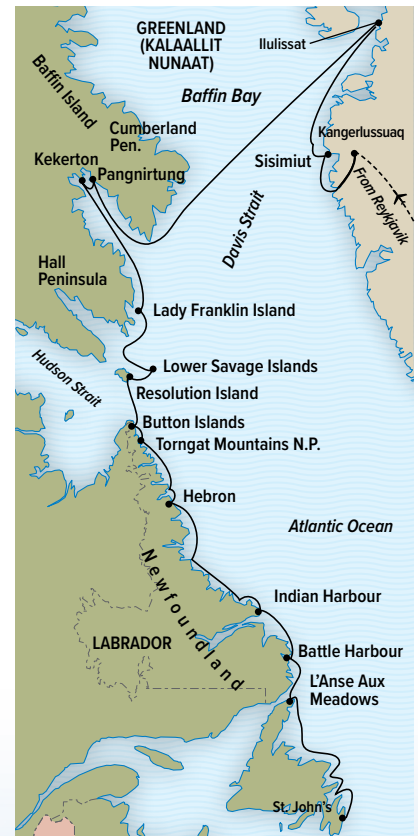 GREENLAND
(KALAALLIT
NUNAAT)
Ilulissat
Baffin Bay
Baffin Island
Cumberland
Pen.
Kangerlussuaq
Kekerton
Pangnirtung
Sisimiut
From Reykjavik
Davis Strait
Hall
Peninsula
Lady Franklin Island
Hudson Strait
Lower Savage Islands
Resolution Island
Button Islands
Torngat Mountains N.P.
Hebron
Atlantic Ocean
Newfoundland
Indian Harbour
LABRADOR
Battle Harbour
L'Anse Aux
Meadows
St. John's